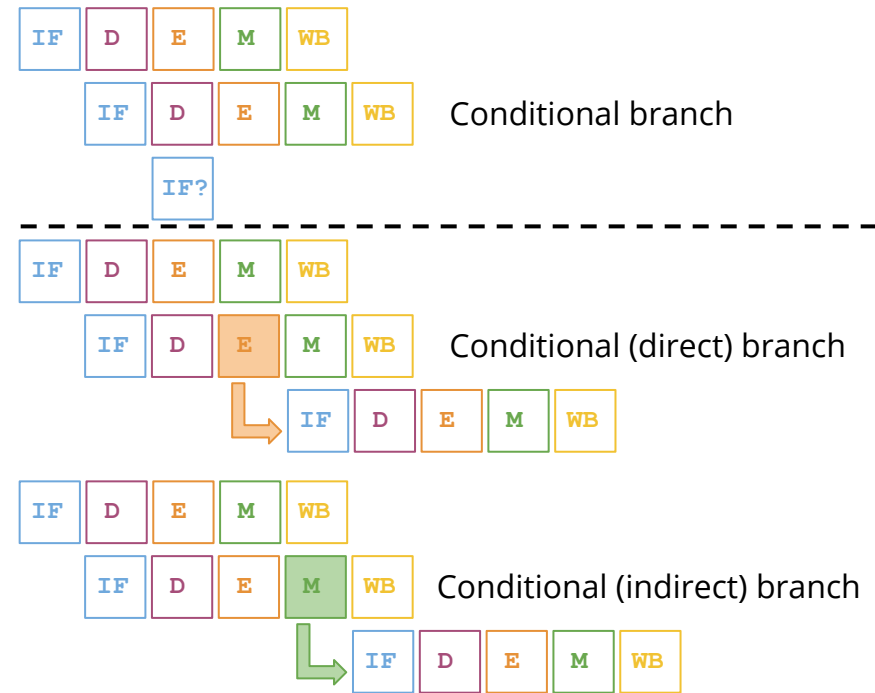 IF D E M WB
IF D E M WB Conditional branch
IF?
IF D E M WB
IF D E M WB Conditional (direct) branch
IF D E M WB
IF D E M WB
IF D E M WB Conditional (indirect) branch
IF D E M WB